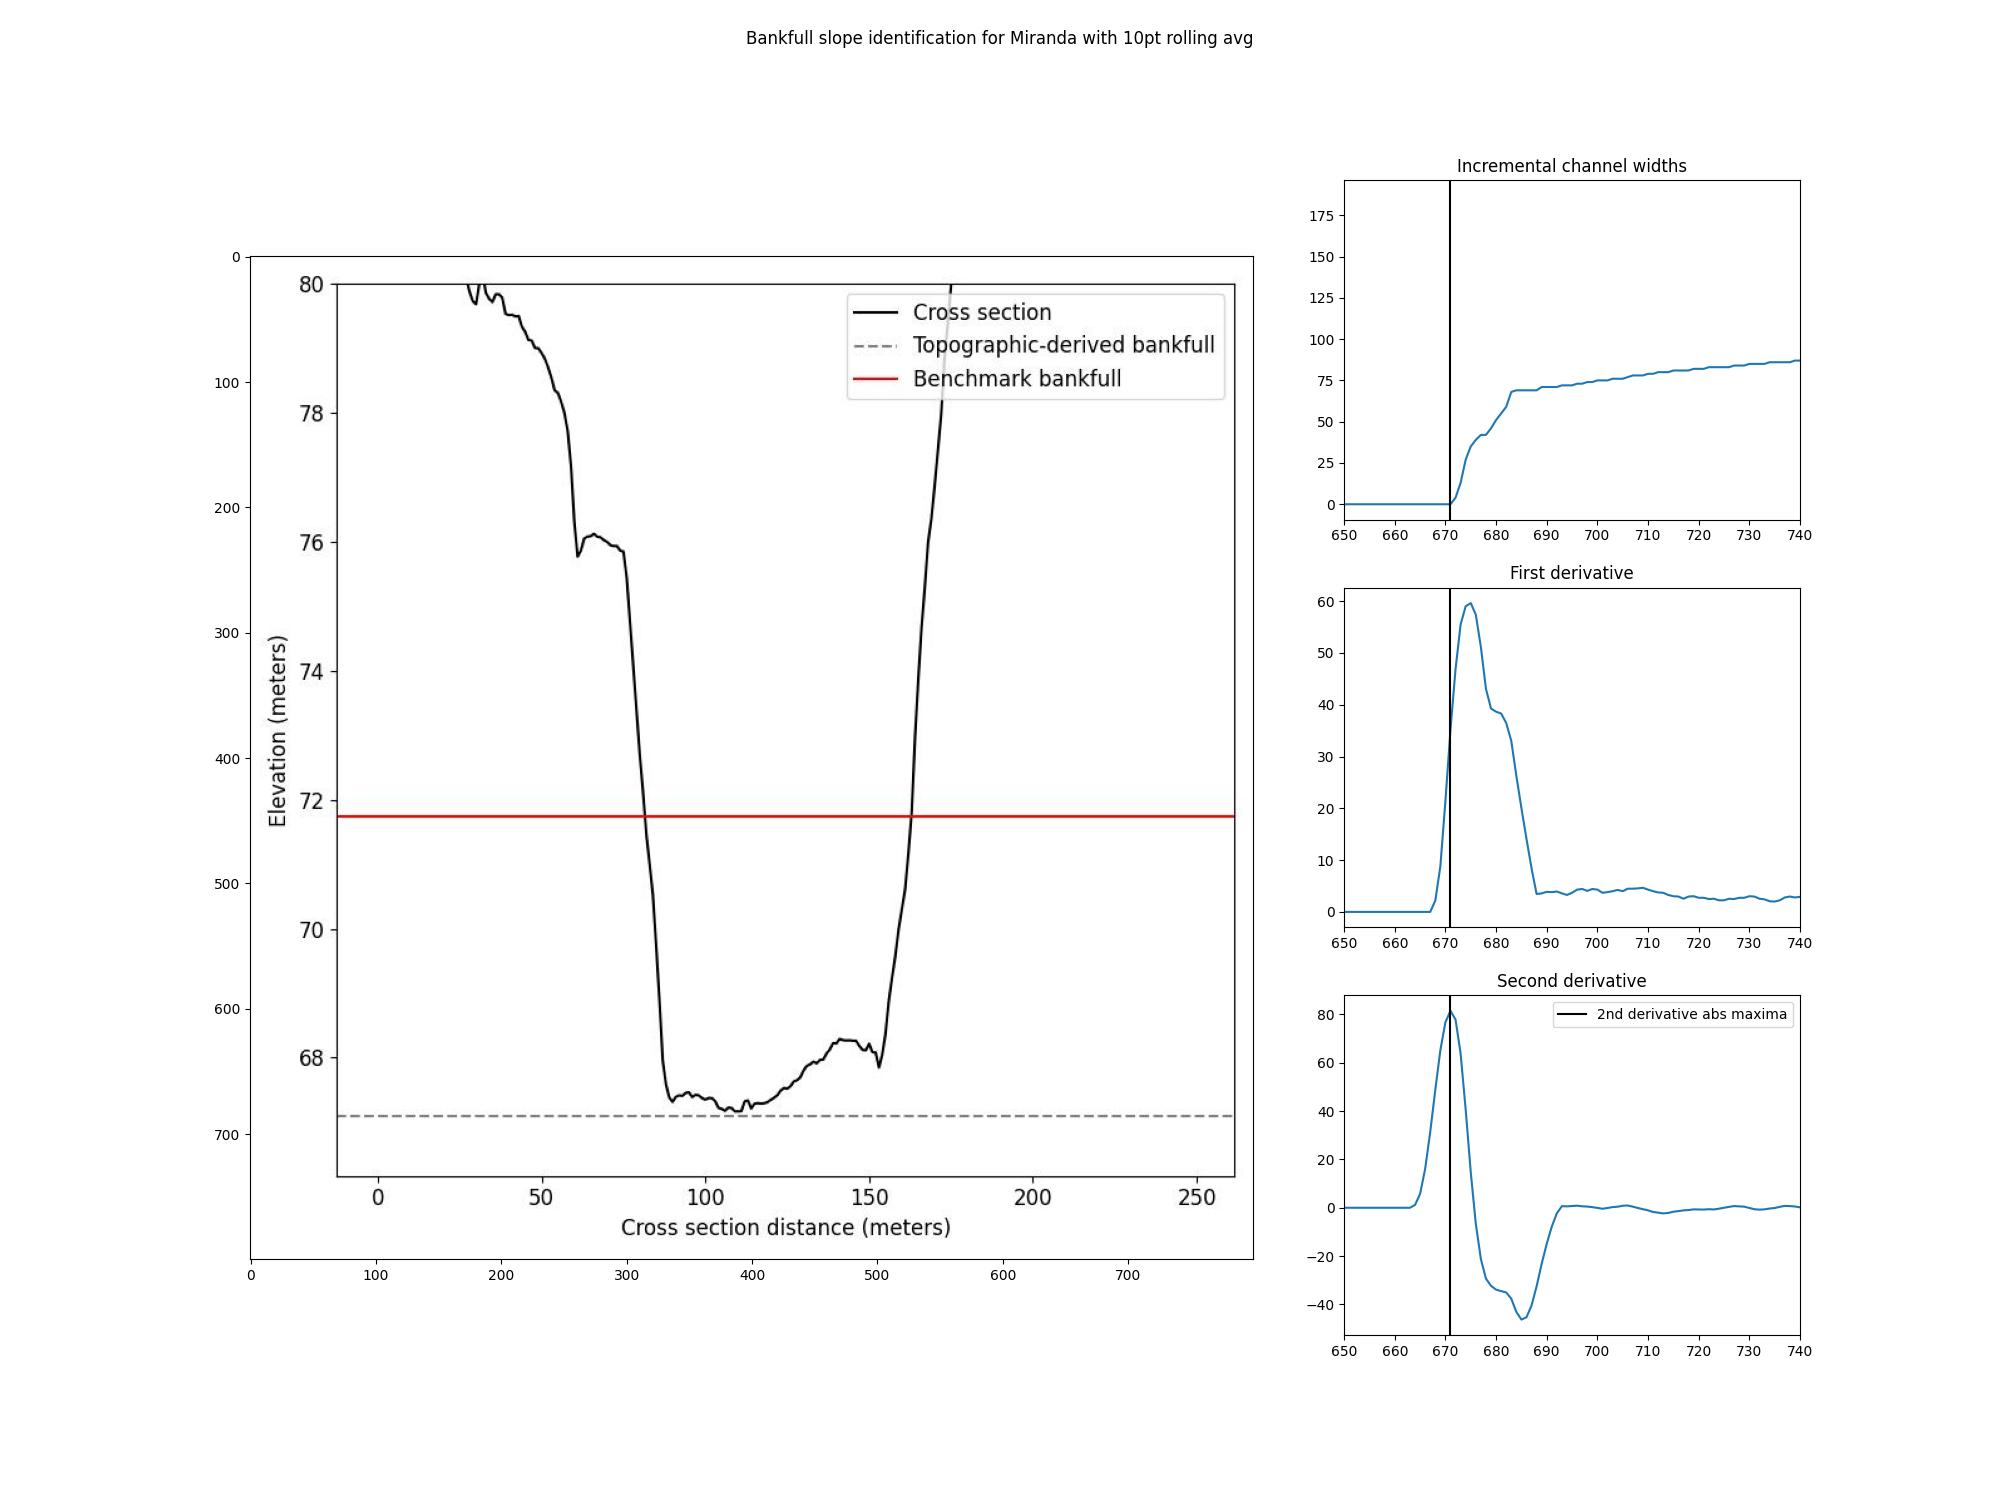 Bankfull slope identification for Miranda with 10pt rolling avg
0
100
200
300
400
500
600
700
80
78
76
74
72
70
68
Elevation (meters)
Cross section
Topographic-derived bankfull
Benchmark bankfull
0 50 100 150 200 250
Cross section distance (meters)
0 100 200 300 400 500 600 700
Incremental channel widths
175
150
125
100
75
50
25
0
650 660 670 680 690 700 710 720 730 740
First derivative
60
50
40
30
20
10
0
650 660 670 680 690 700 710 720 730 740
Second derivative
2nd derivative abs maxima
80
60
40
20
0
−20
−40
650 660 670 680 690 700 710 720 730 740